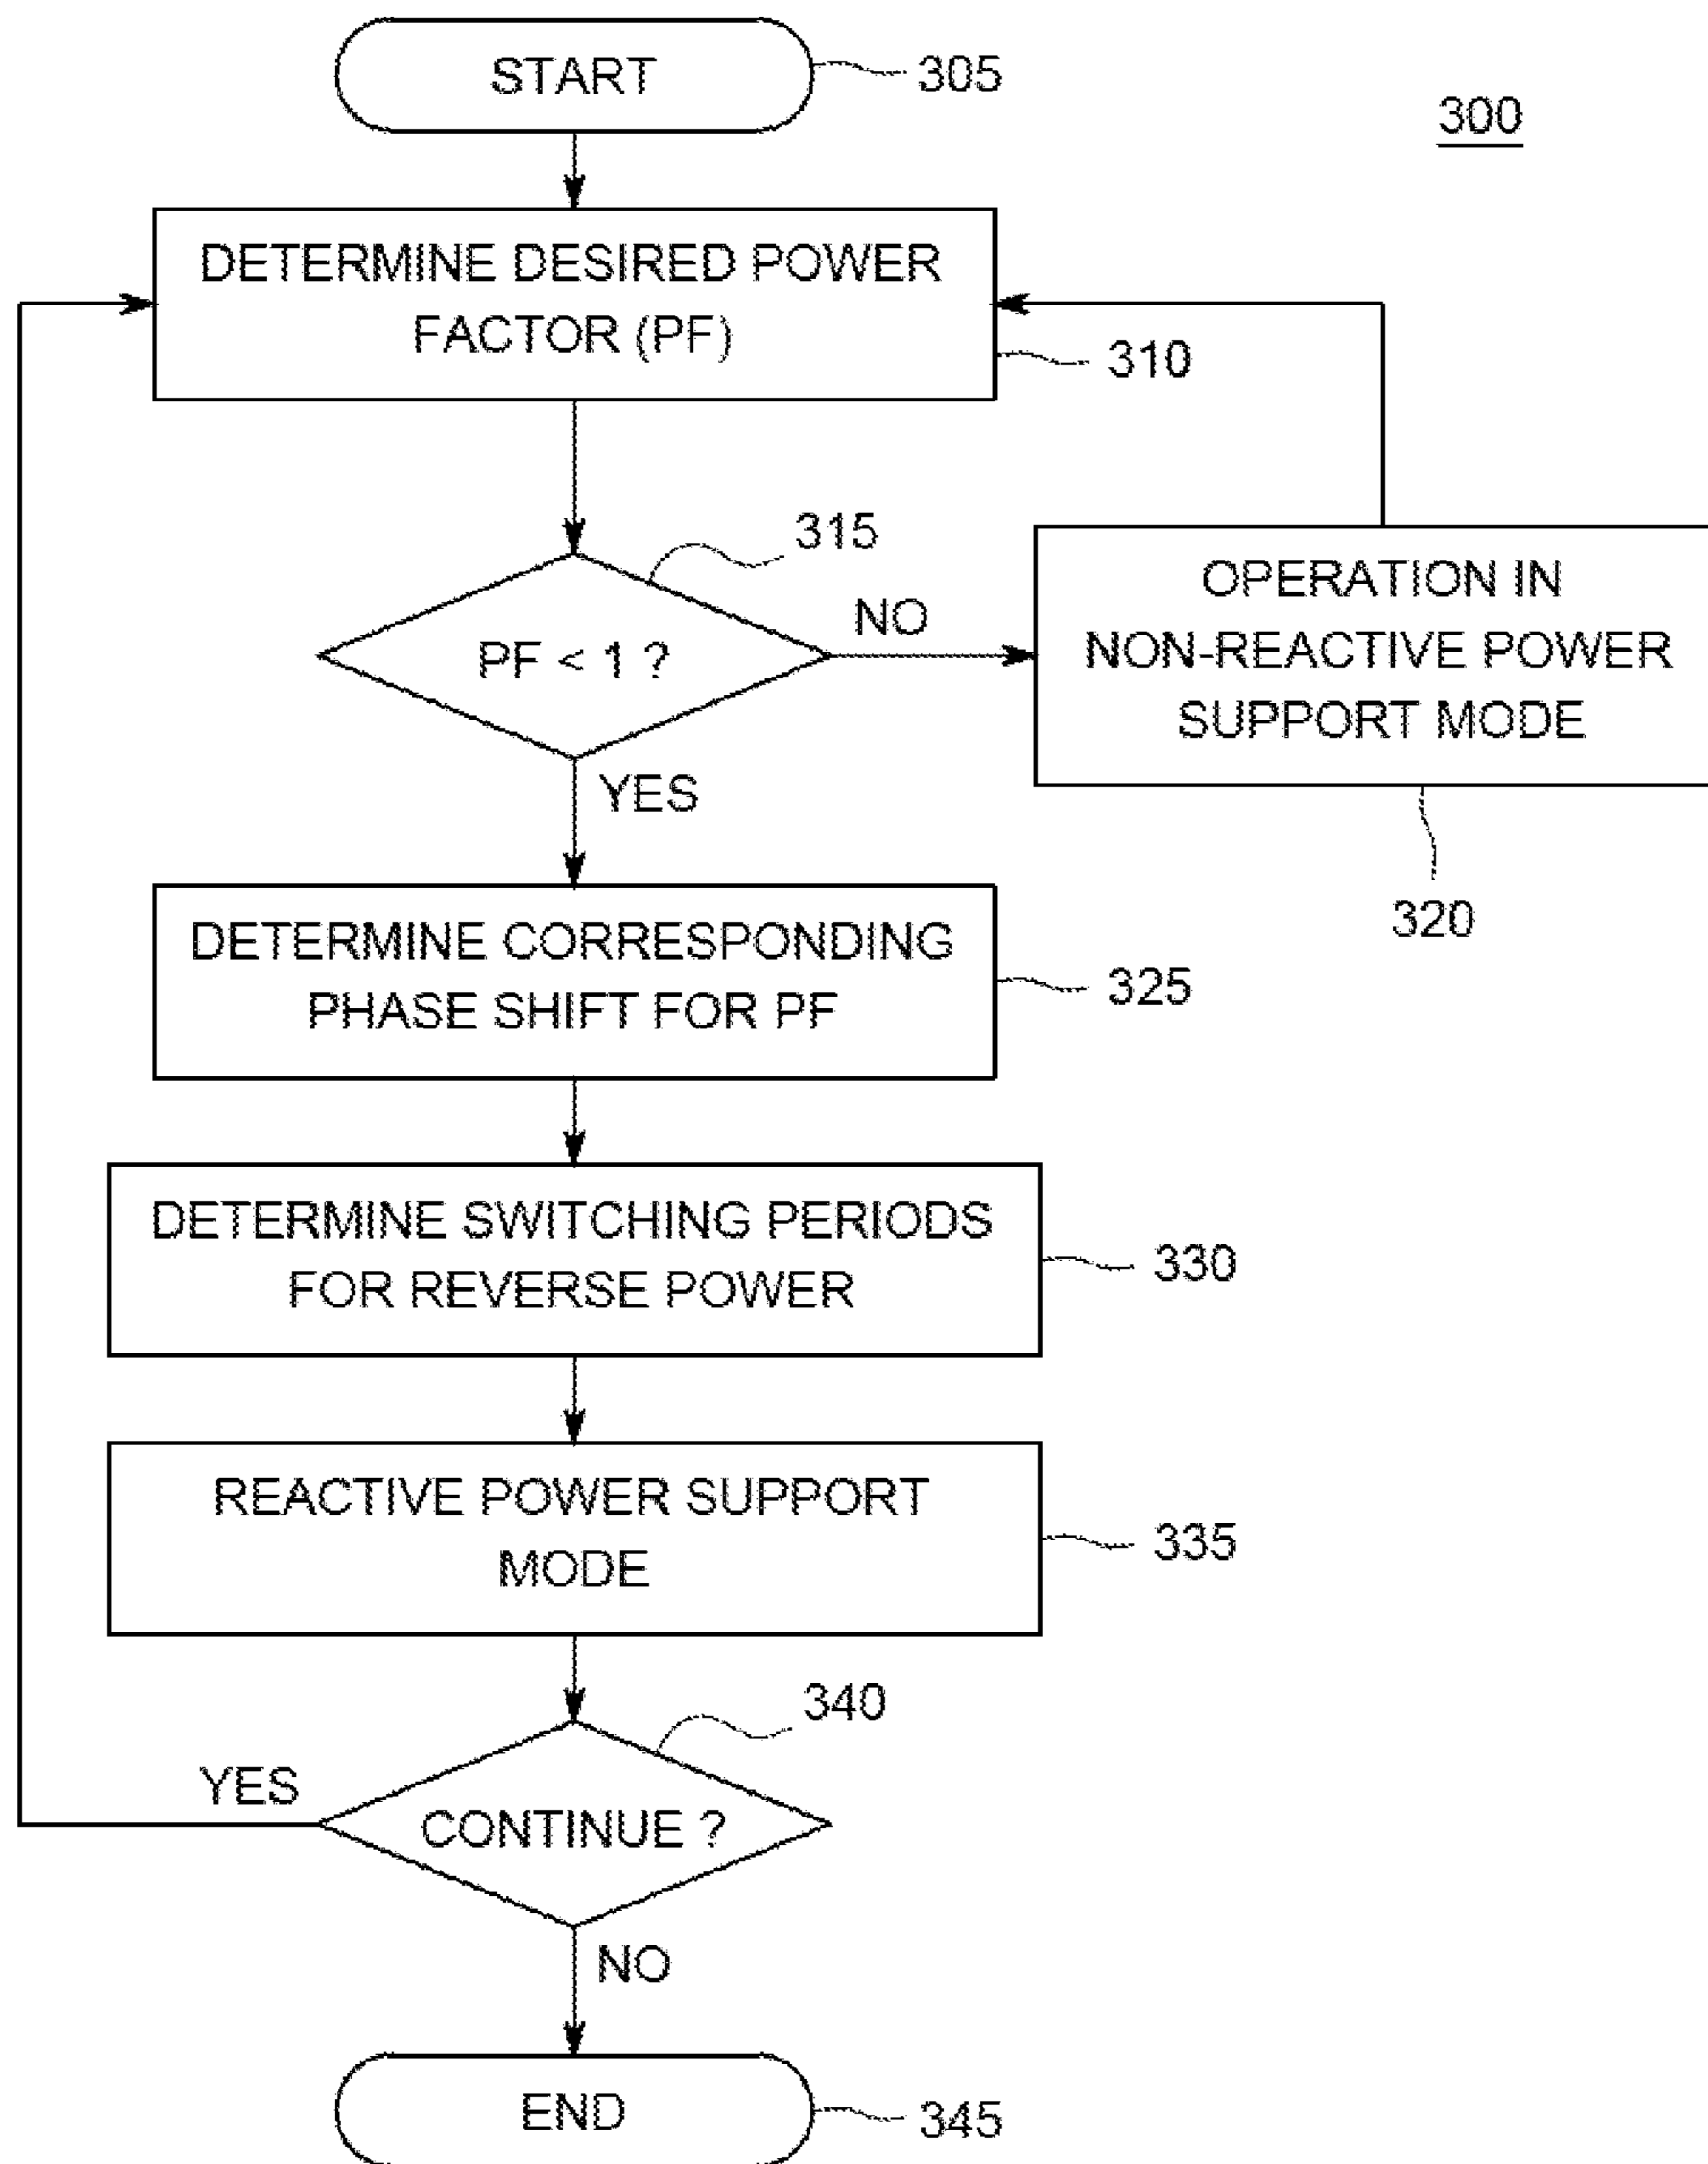 START
305
300
DETERMINE DESIRED POWER
FACTOR (PF)
310
315
PF < 1 ?
NO
OPERATION IN
NON-REACTIVE POWER
SUPPORT MODE
320
YES
DETERMINE CORRESPONDING
PHASE SHIFT FOR PF
325
DETERMINE SWITCHING PERIODS
FOR REVERSE POWER
330
REACTIVE POWER SUPPORT
MODE
335
340
YES
CONTINUE ?
NO
END
345